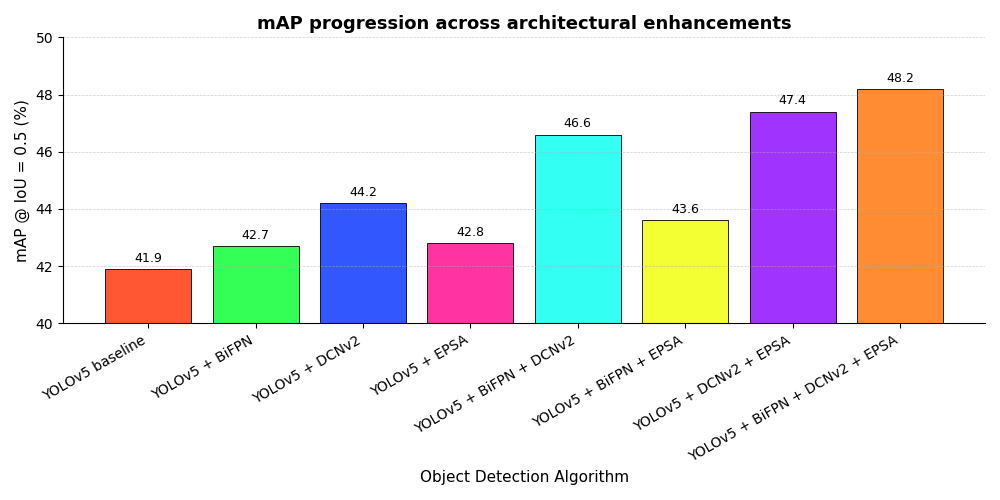 mAP progression across architectural enhancements
mAP @ IoU = 0.5 (%)
50
48
46
44
42
40
41.9
42.7
44.2
42.8
46.6
43.6
47.4
48.2
YOLOv5 baseline
YOLOv5 + BiFPN
YOLOv5 + DCNv2
YOLOv5 + EPSA
YOLOv5 + BiFPN + DCNv2
YOLOv5 + BiFPN + EPSA
YOLOv5 + DCNv2 + EPSA
YOLOv5 + BiFPN + DCNv2 + EPSA
Object Detection Algorithm